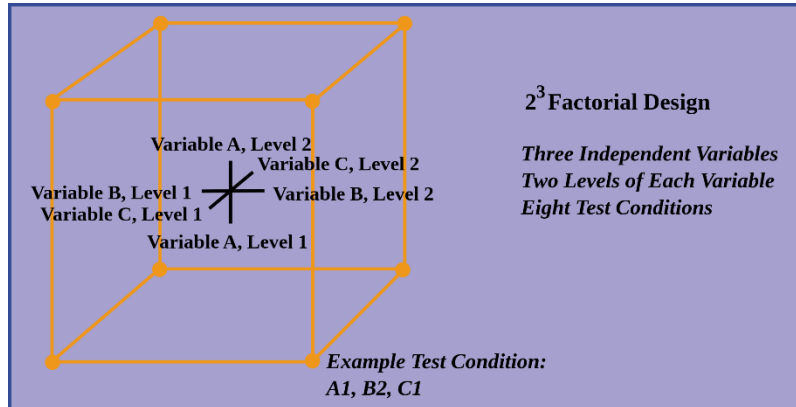 2³ Factorial Design
Variable A, Level 2
Three Independent Variables
Variable C, Level 2
Two Levels of Each Variable
Variable B, Level 1
Variable B, Level 2
Variable C, Level 1
Eight Test Conditions
Variable A, Level 1
Example Test Condition:
A1, B2, C1